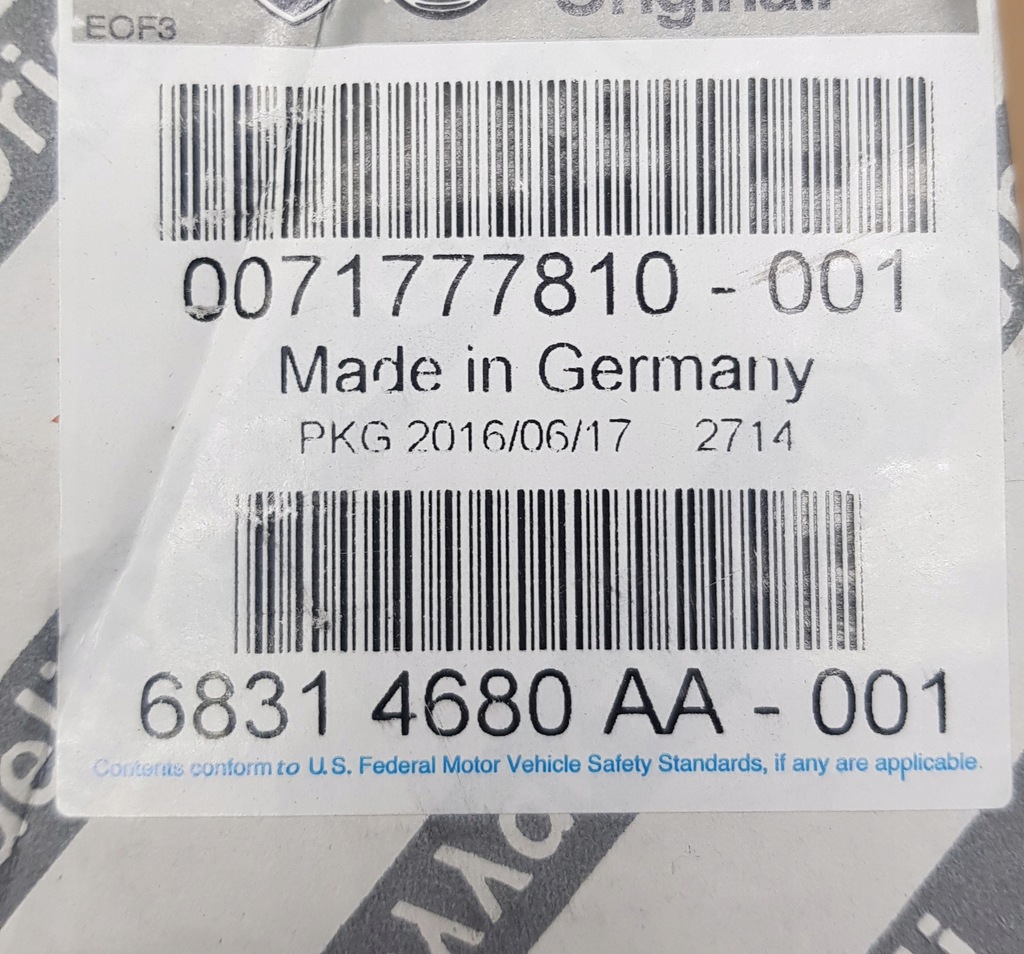 EOF3
Originali
0071777810 - 001
Made in Germany
PKG 2016/06/17 2714
6831 4680 AA - 001
Contents conform to U.S. Federal Motor Vehicle Safety Standards, if any are applicable.